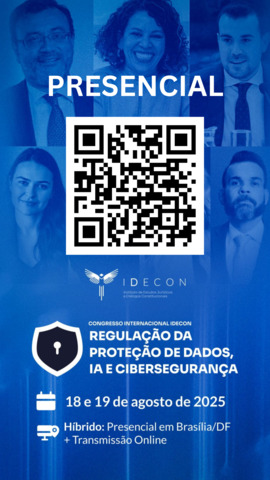 PRESENCIAL
IDECON
CONGRESSO INTERNACIONAL IDECON
REGULAÇÃO DA
PROTEÇÃO DE DADOS,
IA E CIBERSEGURANÇA
18 e 19 de agosto de 2025
Híbrido: Presencial em Brasília/DF
+ Transmissão Online